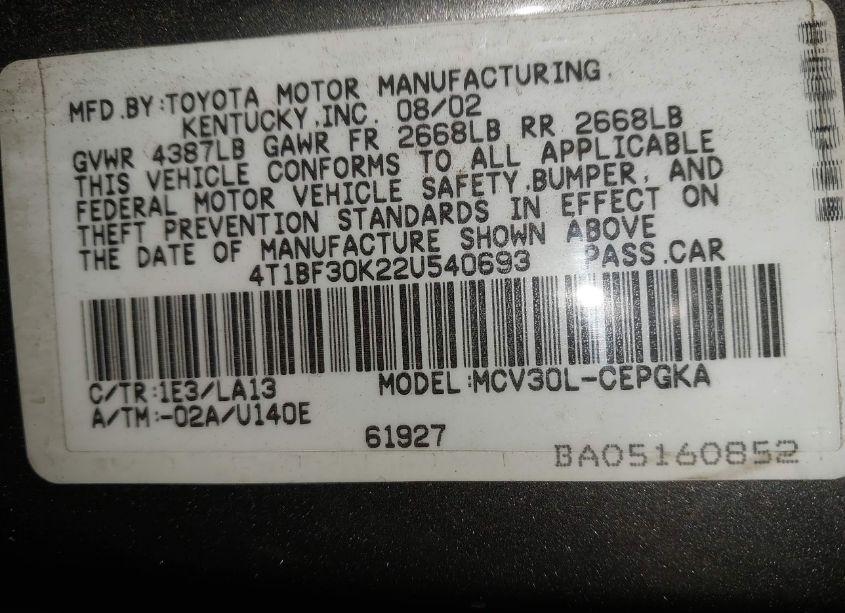 MFD.BY:TOYOTA MOTOR MANUFACTURING
KENTUCKY,INC. 08/02
GVWR 4387LB GAWR FR 2668LB RR 2668LB
THIS VEHICLE CONFORMS TO ALL APPLICABLE
FEDERAL MOTOR VEHICLE SAFETY,BUMPER, AND
THEFT PREVENTION STANDARDS IN EFFECT ON
THE DATE OF MANUFACTURE SHOWN ABOVE
4T1BF30K22U540693 PASS.CAR
C/TR:1E3/LA13 MODEL:MCV30L-CEPGKA
A/TM:-02A/U140E
61927
BA05160852